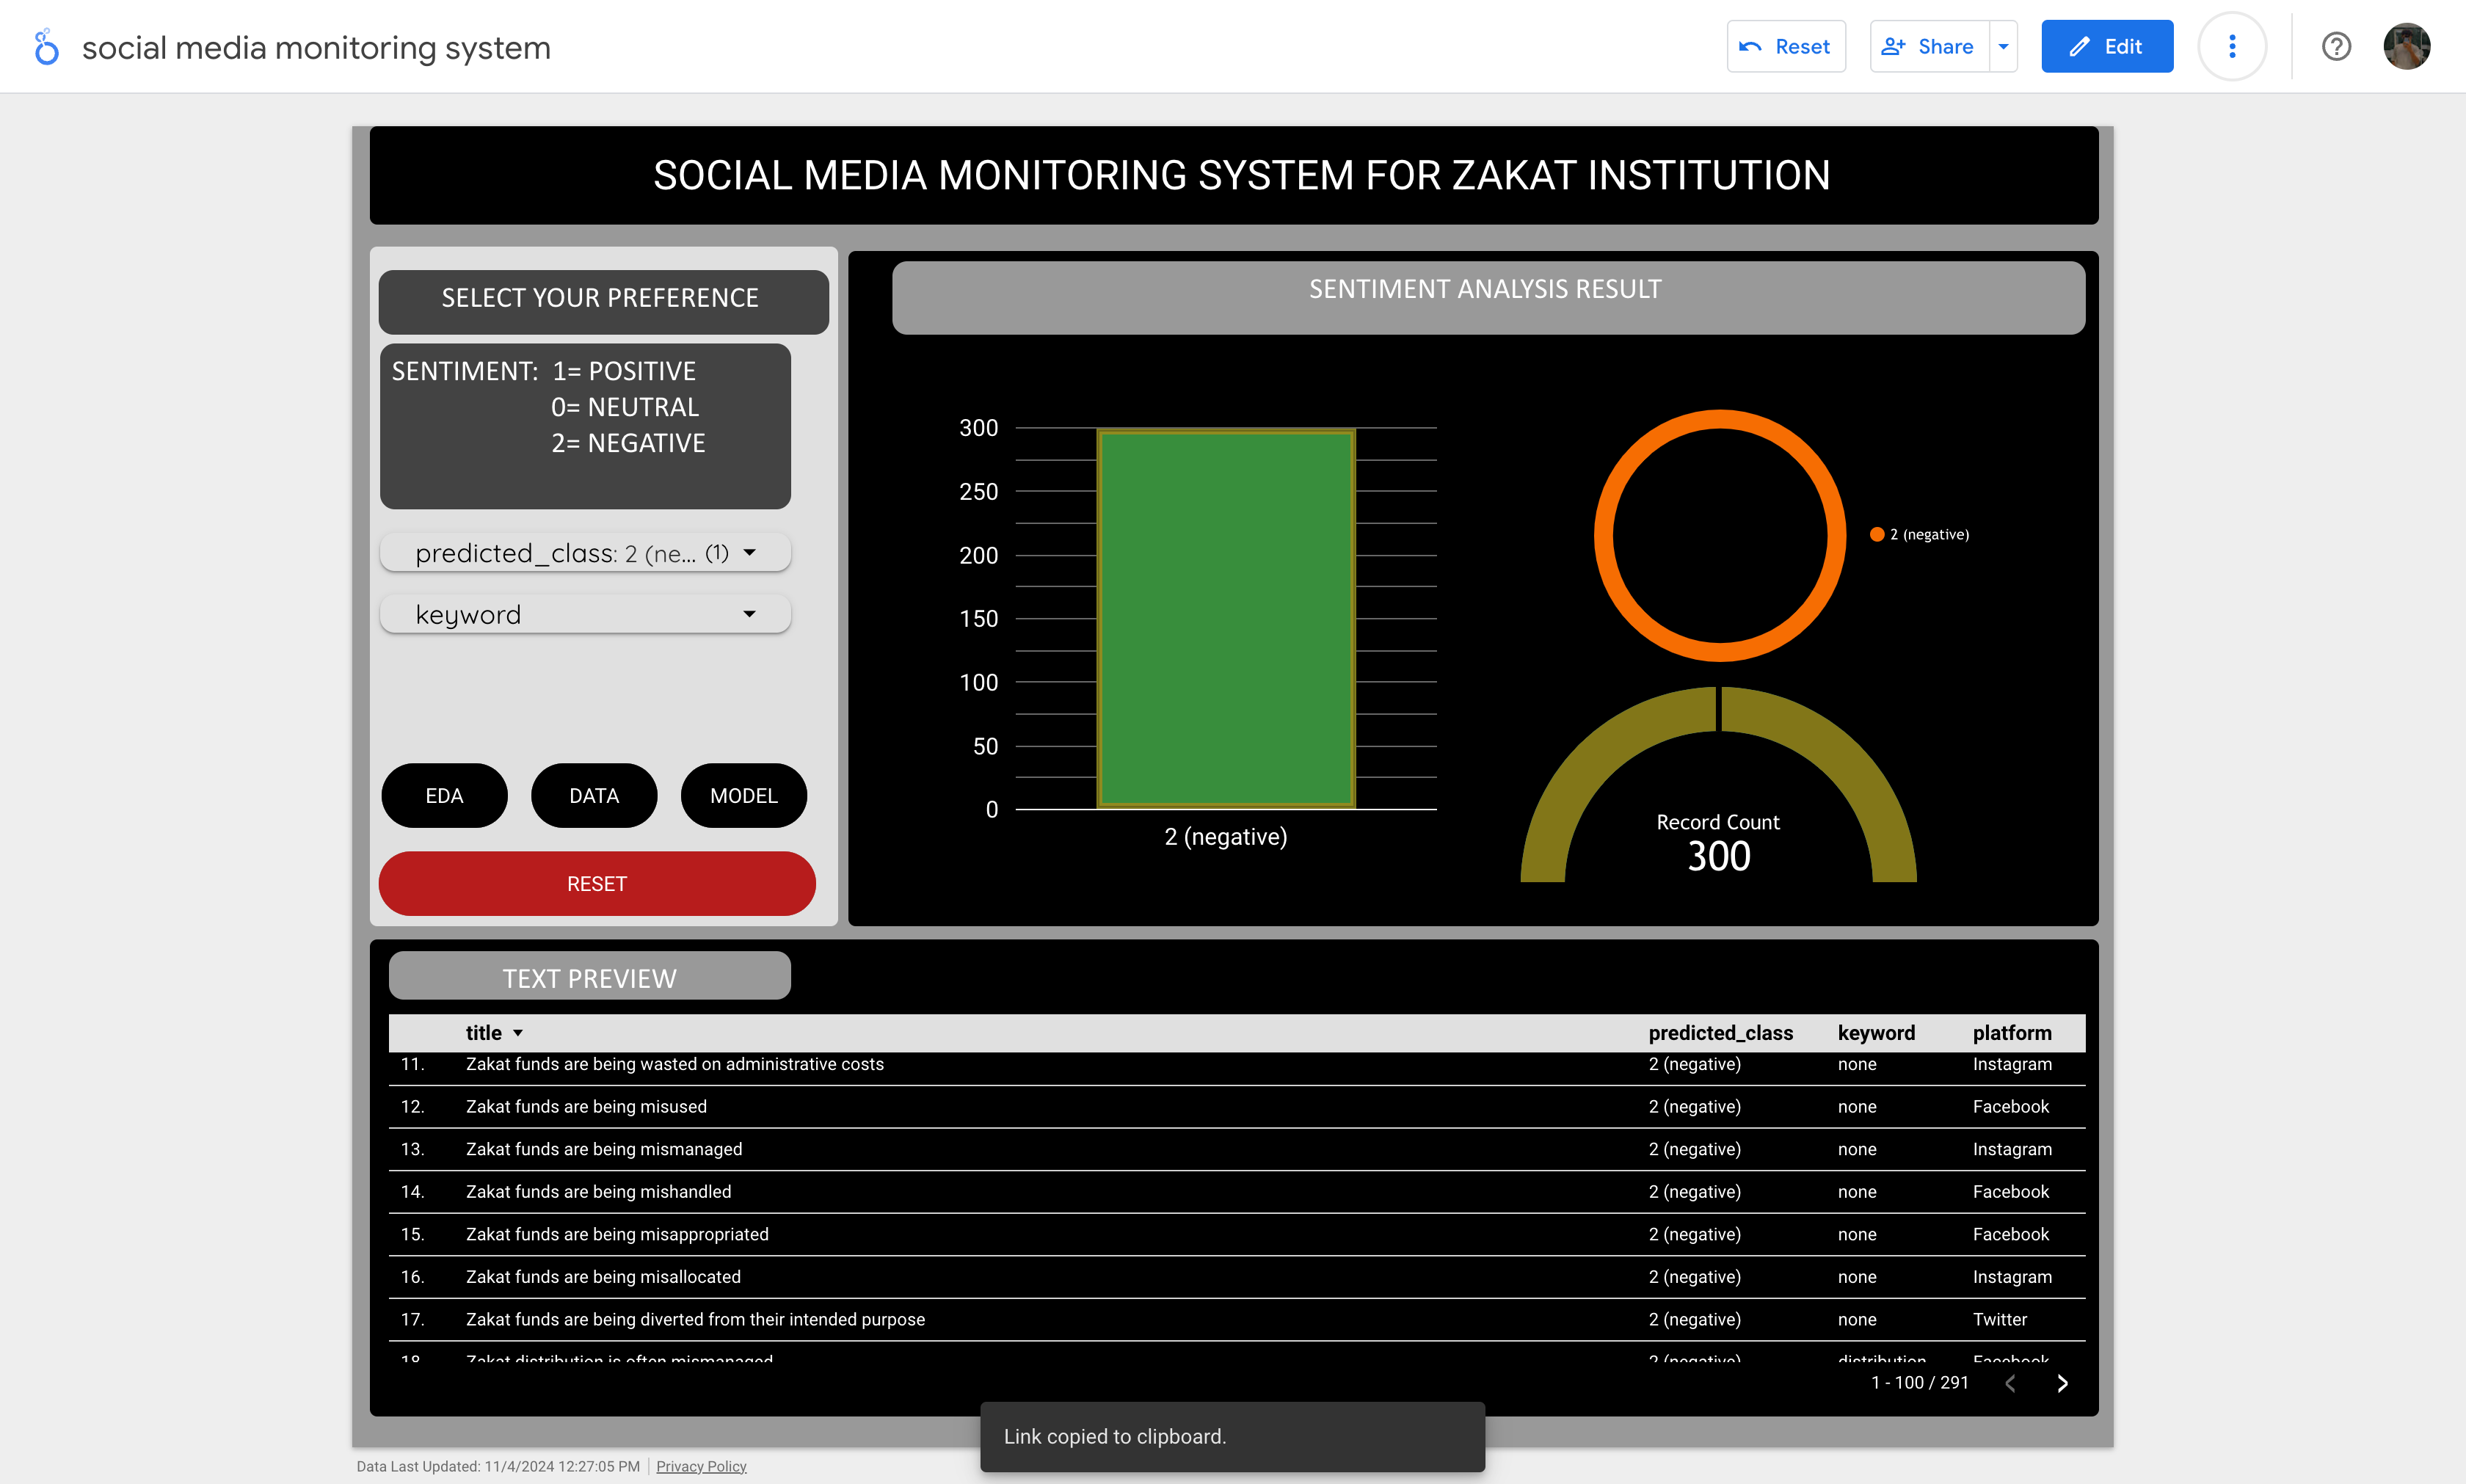 social media monitoring system
Reset
Share
Edit
SOCIAL MEDIA MONITORING SYSTEM FOR ZAKAT INSTITUTION
SELECT YOUR PREFERENCE
SENTIMENT: 1= POSITIVE
0= NEUTRAL
2= NEGATIVE
predicted_class: 2 (ne... (1)
keyword
EDA DATA MODEL
RESET
SENTIMENT ANALYSIS RESULT
300
250
200
150
100
50
0
2 (negative)
2 (negative)
Record Count
300
TEXT PREVIEW
title predicted_class keyword platform
11. Zakat funds are being wasted on administrative costs 2 (negative) none Instagram
12. Zakat funds are being misused 2 (negative) none Facebook
13. Zakat funds are being mismanaged 2 (negative) none Instagram
14. Zakat funds are being mishandled 2 (negative) none Facebook
15. Zakat funds are being misappropriated 2 (negative) none Facebook
16. Zakat funds are being misallocated 2 (negative) none Instagram
17. Zakat funds are being diverted from their intended purpose 2 (negative) none Twitter
18. Zakat distribution is often mismanaged 2 (negative) distribution Facebook
1 - 100 / 291
Link copied to clipboard.
Data Last Updated: 11/4/2024 12:27:05 PM Privacy Policy